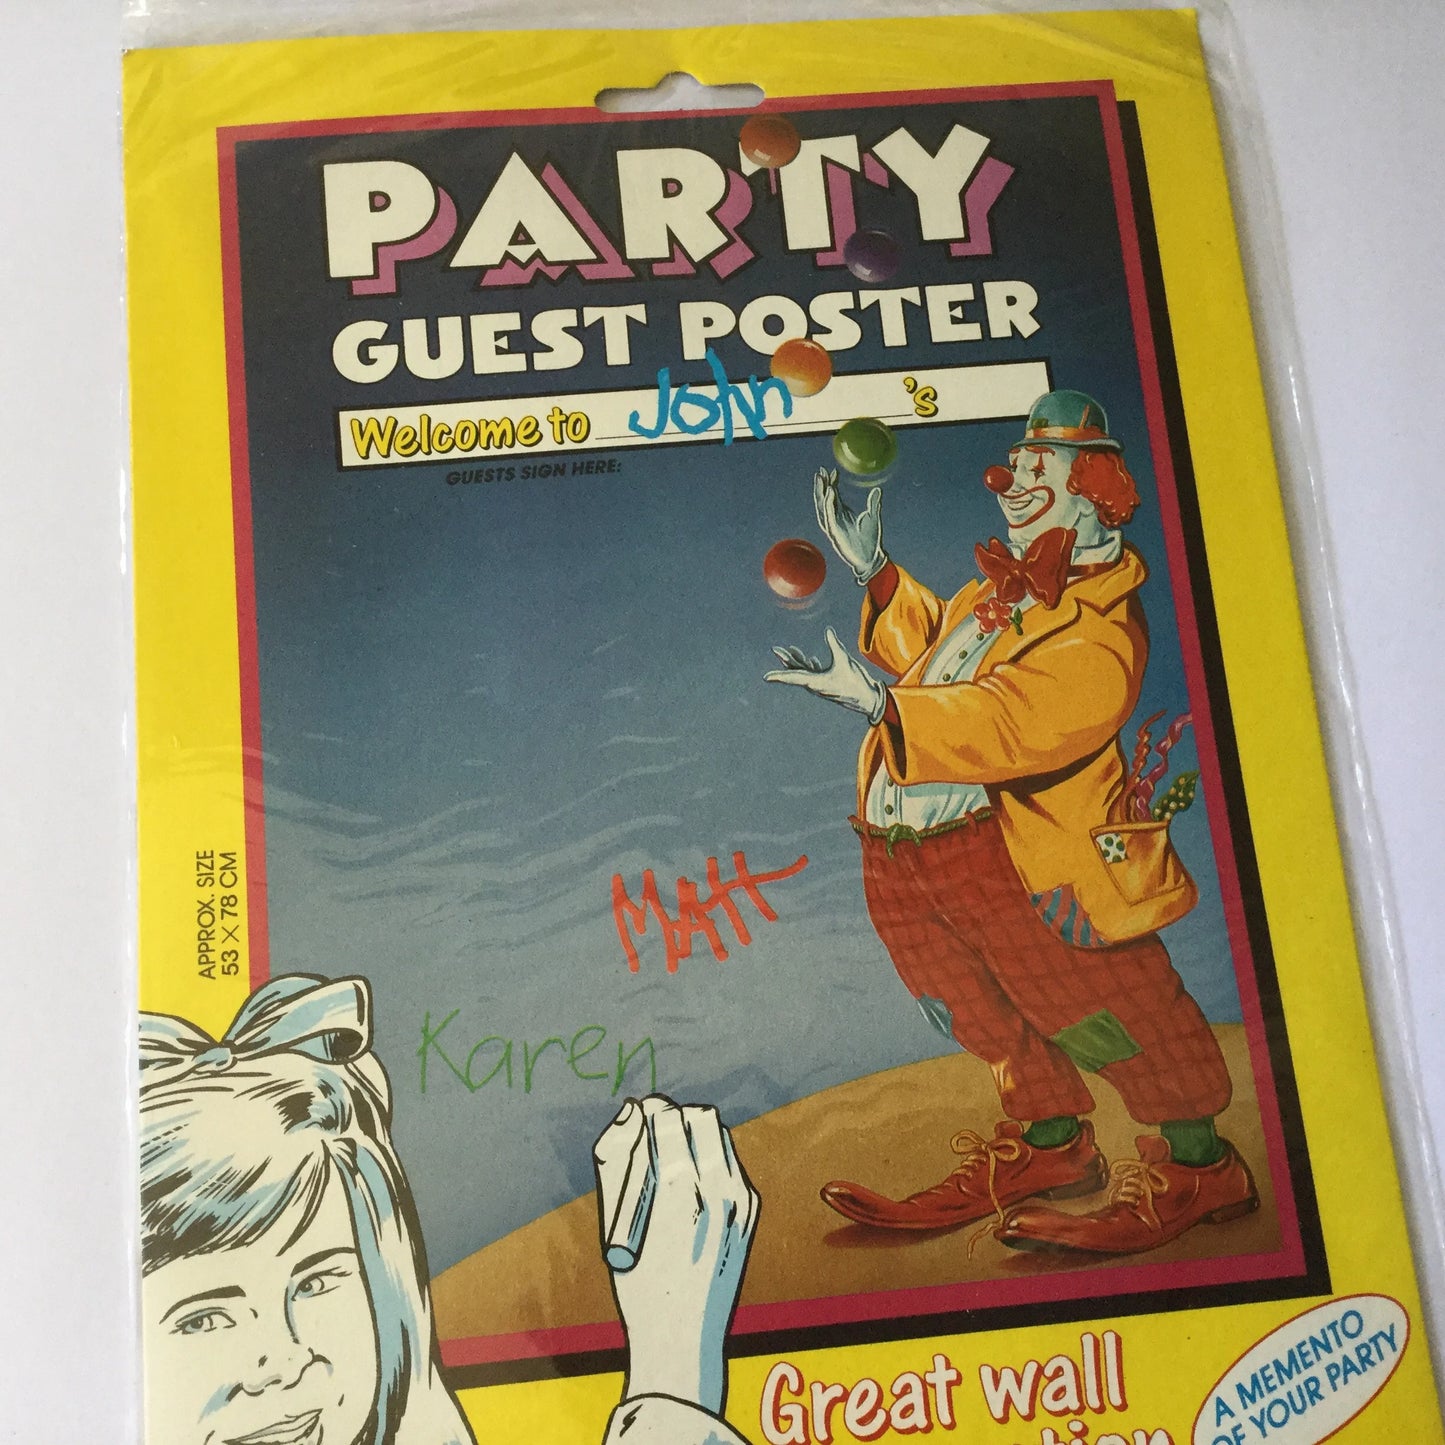 PARTY
GUEST POSTER
Welcome to John 's
GUESTS SIGN HERE:
Matt
Karen
APPROX. SIZE
53 X 78 CM
Great wall
A MEMENTO
OF YOUR PARTY